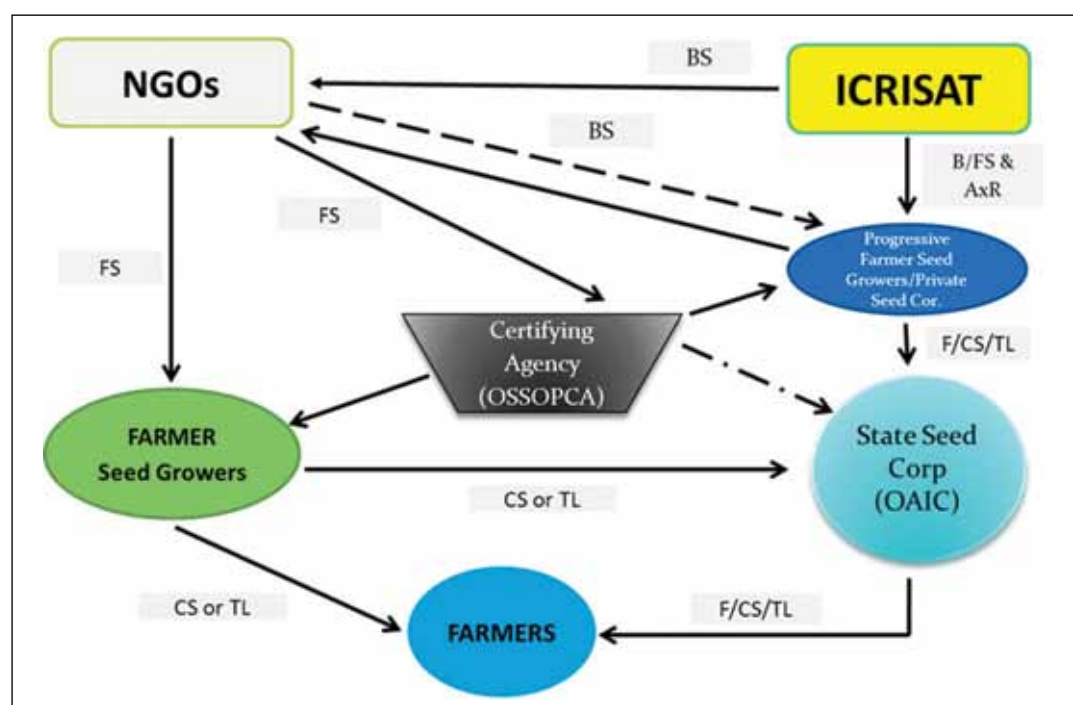 NGOs
BS
ICRISAT
BS
B/FS &
AxR
FS
FS
Progressive
Farmer Seed
Growers/Private
Seed Cor.
Certifying
Agency
(OSSOPCA)
F/CS/TL
FARMER
Seed Growers
State Seed
Corp
(OAIC)
CS or TL
CS or TL
F/CS/TL
FARMERS